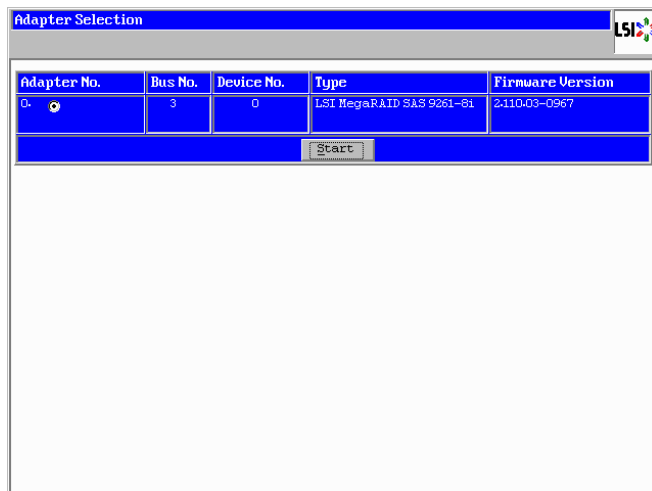 Adapter Selection
LSI
Adapter No. Bus No. Device No. Type Firmware Version
0. 3 0 LSI MegaRAID SAS 9261-8i 2.110.03-0967
Start